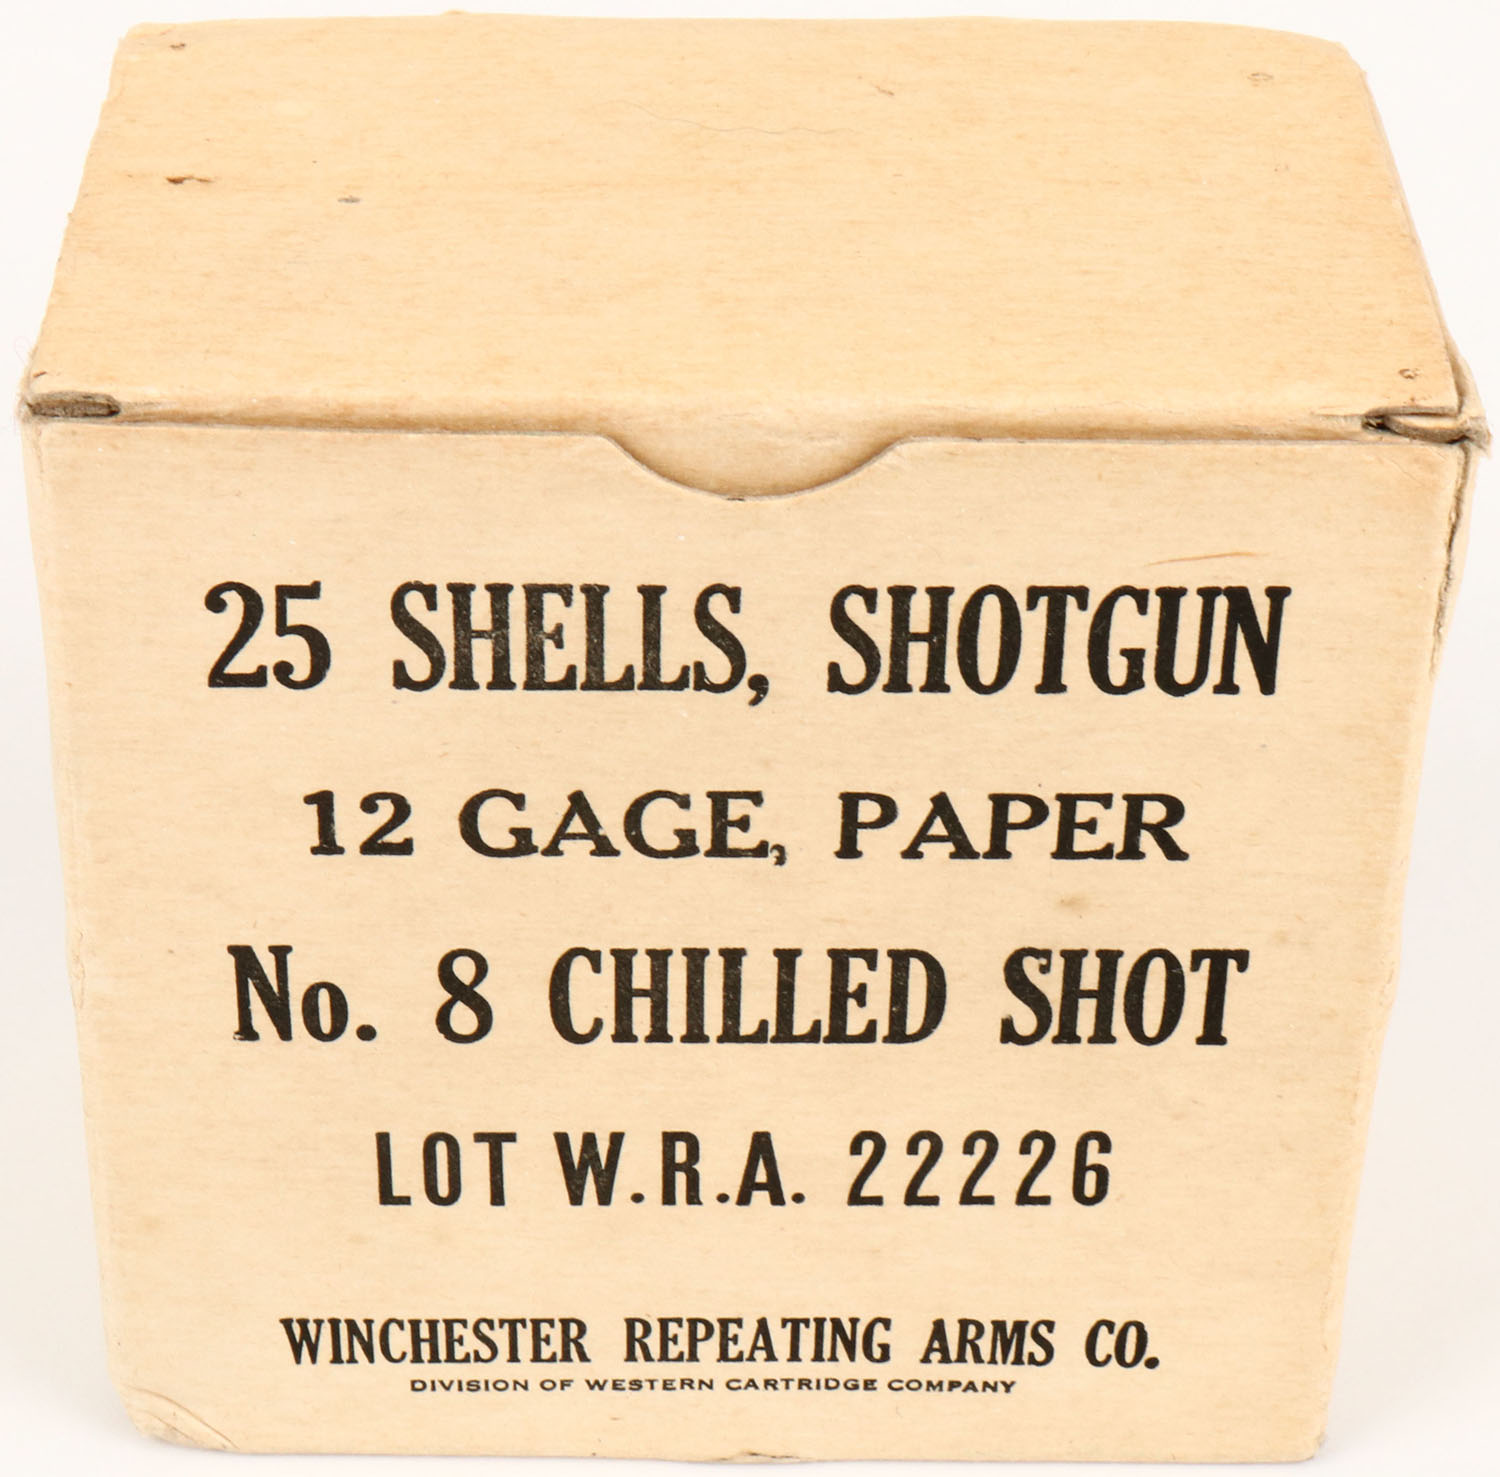 25 SHELLS, SHOTGUN
12 GAGE, PAPER
No. 8 CHILLED SHOT
LOT W.R.A. 22226
WINCHESTER REPEATING ARMS CO.
DIVISION OF WESTERN CARTRIDGE COMPANY